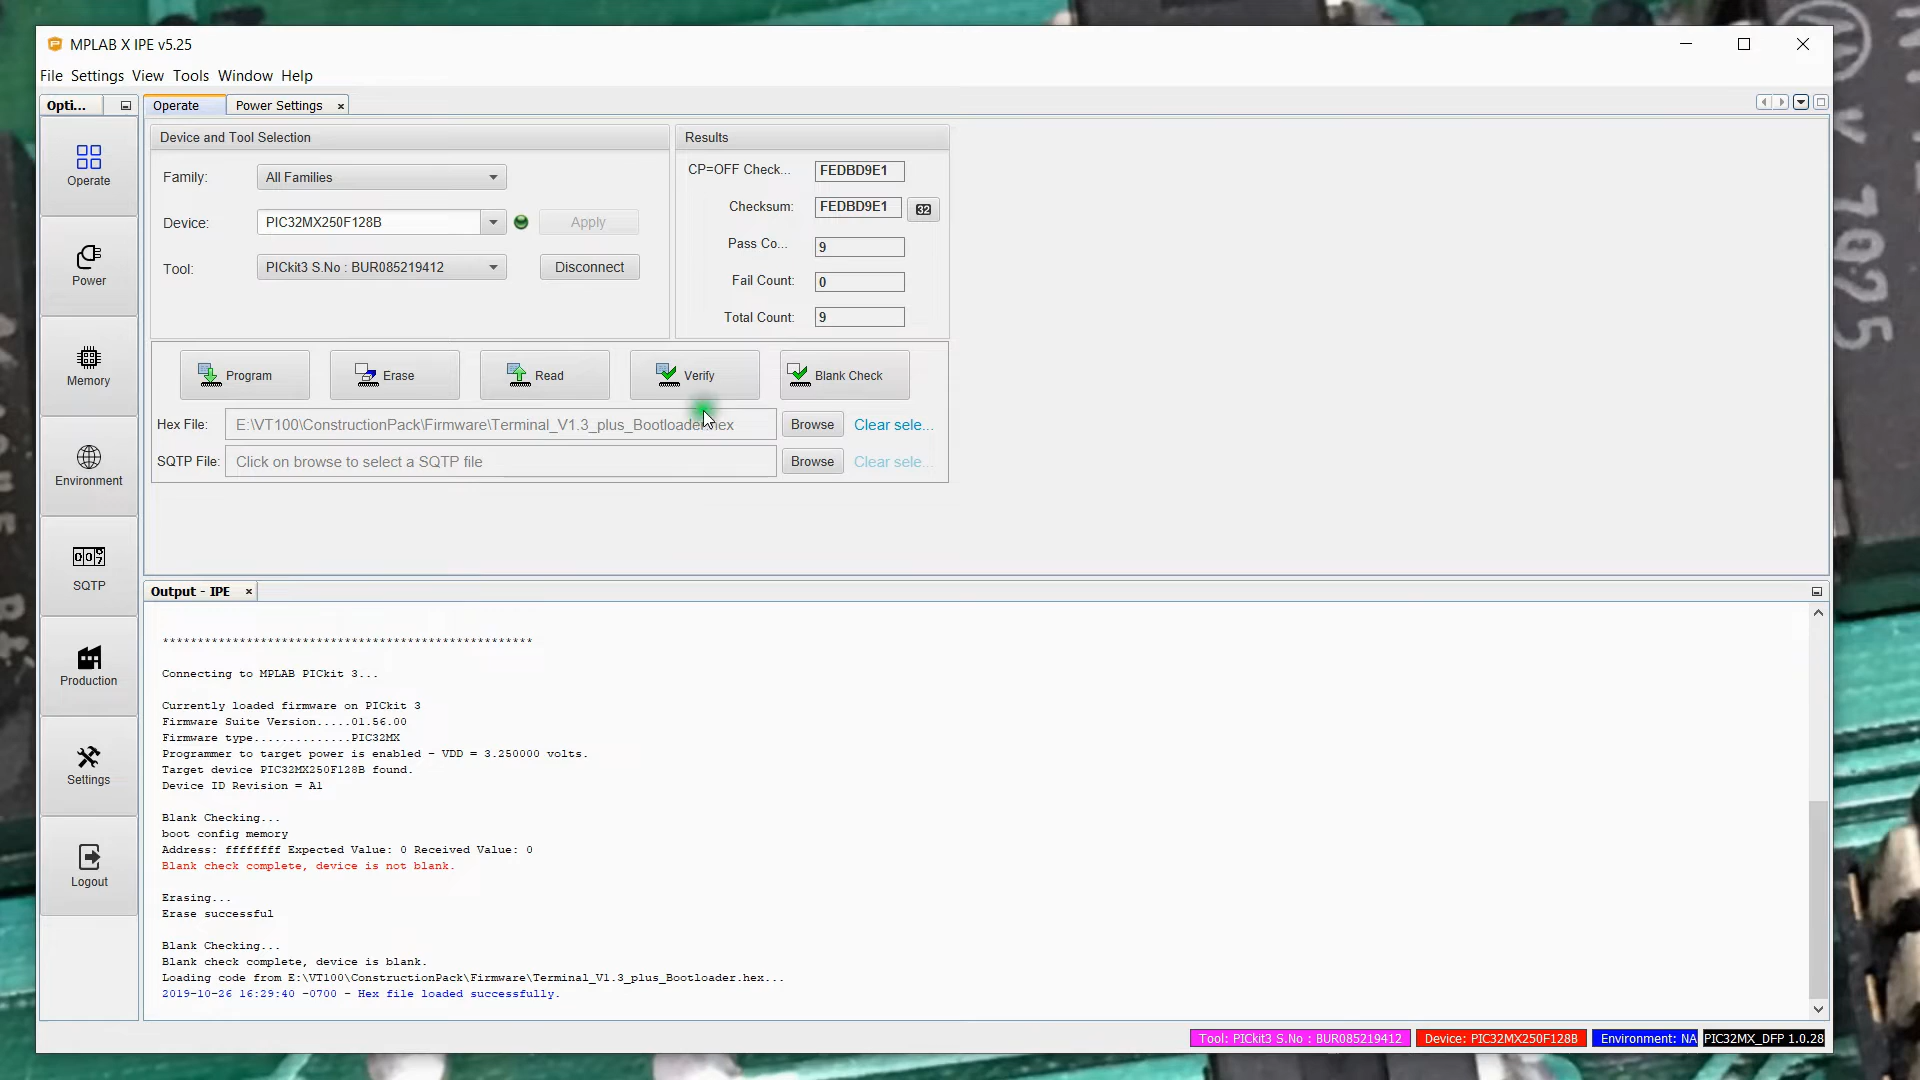 MPLAB X IPE v5.25
File Settings View Tools Window Help
Opti...
Operate
Power Settings
Device and Tool Selection
Results
Family:
All Families
Device:
PIC32MX250F128B
Apply
Tool:
PICkit3 S.No : BUR085219412
Disconnect
CP=OFF Check...
FEDBD9E1
Checksum:
FEDBD9E1
32
Pass Co...
9
Fail Count:
0
Total Count:
9
Operate
Power
Memory
Environment
SQTP
Production
Settings
Logout
Program
Erase
Read
Verify
Blank Check
Hex File:
E:\VT100\ConstructionPack\Firmware\Terminal_V1.3_plus_Bootloader.hex
Browse
Clear sele...
SQTP File:
Click on browse to select a SQTP file
Browse
Clear sele...
Output - IPE
*****************************************************
Connecting to MPLAB PICkit 3...
Currently loaded firmware on PICkit 3
Firmware Suite Version.....01.56.00
Firmware type..............PIC32MX
Programmer to target power is enabled - VDD = 3.250000 volts.
Target device PIC32MX250F128B found.
Device ID Revision = A1
Blank Checking...
boot config memory
Address: ffffffff Expected Value: 0 Received Value: 0
Blank check complete, device is not blank.
Erasing...
Erase successful
Blank Checking...
Blank check complete, device is blank.
Loading code from E:\VT100\ConstructionPack\Firmware\Terminal_V1.3_plus_Bootloader.hex...
2019-10-26 16:29:40 -0700 - Hex file loaded successfully.
Tool: PICkit3 S.No : BUR085219412
Device: PIC32MX250F128B
Environment: NA
PIC32MX_DFP 1.0.28